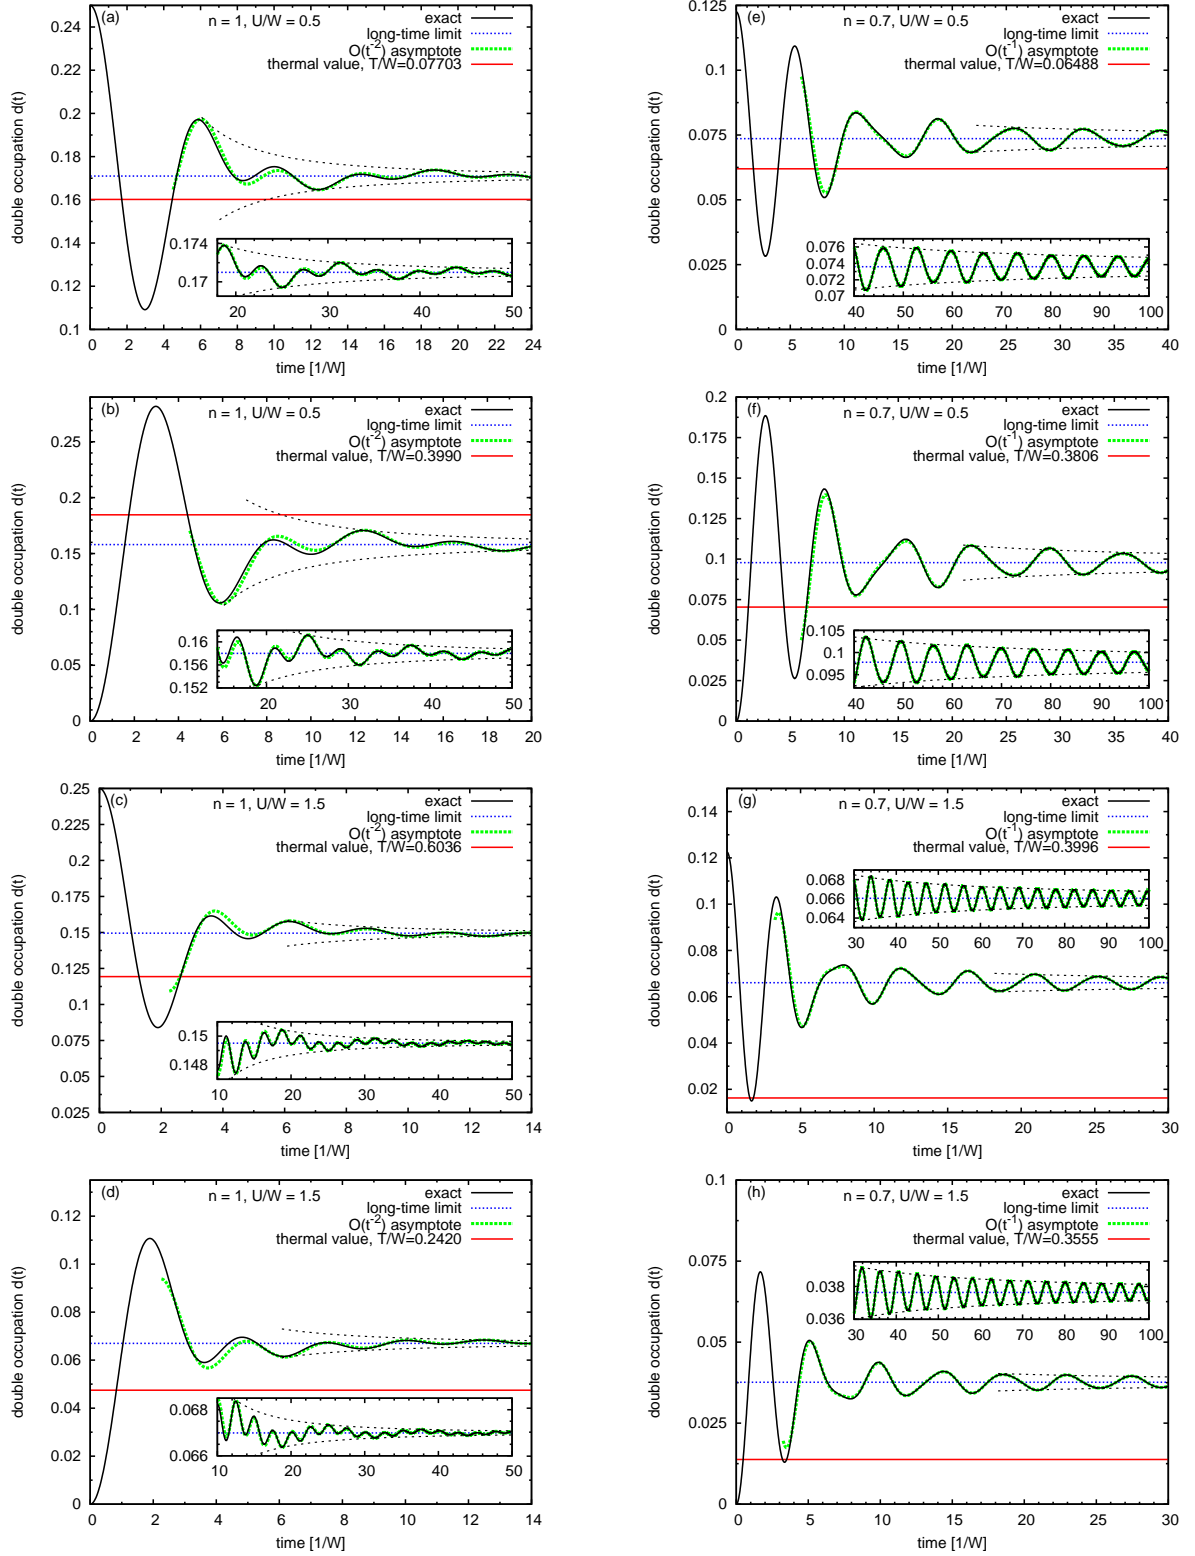 (a)
n = 1, U/W = 0.5
exact
long-time limit
O(t-2) asymptote
thermal value, T/W=0.07703
double occupation d(t)
0.24
0.22
0.2
0.18
0.16
0.14
0.12
0.1
0.174
0.17
20 30 40 50
0 2 4 6 8 10 12 14 16 18 20 22 24
time [1/W]
(e)
n = 0.7, U/W = 0.5
exact
long-time limit
O(t-1) asymptote
thermal value, T/W=0.06488
double occupation d(t)
0.125
0.1
0.075
0.05
0.025
0
0.076
0.074
0.072
0.07
40 50 60 70 80 90 100
0 5 10 15 20 25 30 35 40
time [1/W]
(b)
n = 1, U/W = 0.5
exact
long-time limit
O(t-2) asymptote
thermal value, T/W=0.3990
double occupation d(t)
0.25
0.2
0.15
0.1
0.05
0
0.16
0.156
0.152
20 30 40 50
0 2 4 6 8 10 12 14 16 18 20
time [1/W]
(f)
n = 0.7, U/W = 0.5
exact
long-time limit
O(t-1) asymptote
thermal value, T/W=0.3806
double occupation d(t)
0.2
0.175
0.15
0.125
0.1
0.075
0.05
0.025
0
0.105
0.1
0.095
40 50 60 70 80 90 100
0 5 10 15 20 25 30 35 40
time [1/W]
(c)
n = 1, U/W = 1.5
exact
long-time limit
O(t-2) asymptote
thermal value, T/W=0.6036
double occupation d(t)
0.25
0.225
0.2
0.175
0.15
0.125
0.1
0.075
0.05
0.025
0.15
0.148
10 20 30 40 50
0 2 4 6 8 10 12 14
time [1/W]
(g)
n = 0.7, U/W = 1.5
exact
long-time limit
O(t-1) asymptote
thermal value, T/W=0.3996
double occupation d(t)
0.14
0.12
0.1
0.08
0.06
0.04
0.02
0.068
0.066
0.064
30 40 50 60 70 80 90 100
0 5 10 15 20 25 30
time [1/W]
(d)
n = 1, U/W = 1.5
exact
long-time limit
O(t-2) asymptote
thermal value, T/W=0.2420
double occupation d(t)
0.12
0.1
0.08
0.06
0.04
0.02
0
0.068
0.066
10 20 30 40 50
0 2 4 6 8 10 12 14
time [1/W]
(h)
n = 0.7, U/W = 1.5
exact
long-time limit
O(t-1) asymptote
thermal value, T/W=0.3555
double occupation d(t)
0.1
0.075
0.05
0.025
0
0.038
0.036
30 40 50 60 70 80 90 100
0 5 10 15 20 25 30
time [1/W]